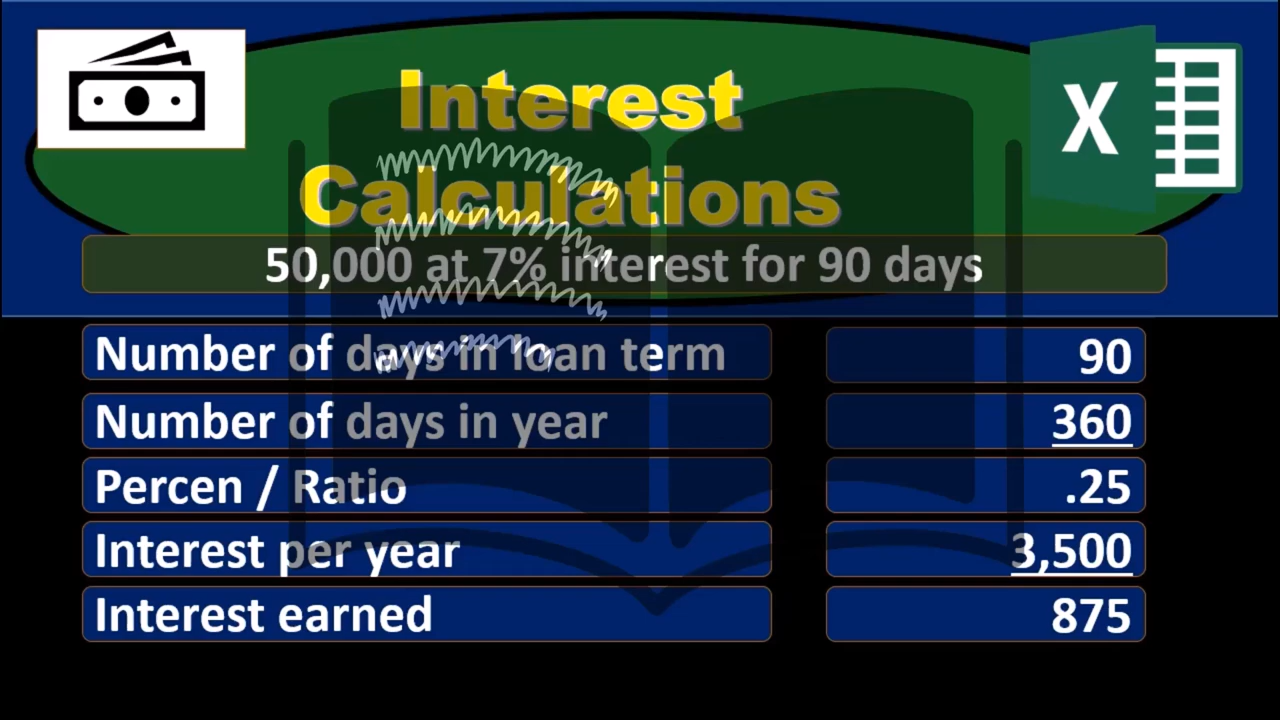 Interest
Calculations
50,000 at 7% interest for 90 days
Number of days in loan term 90
Number of days in year 360
Percen / Ratio .25
Interest per year 3,500
Interest earned 875
X